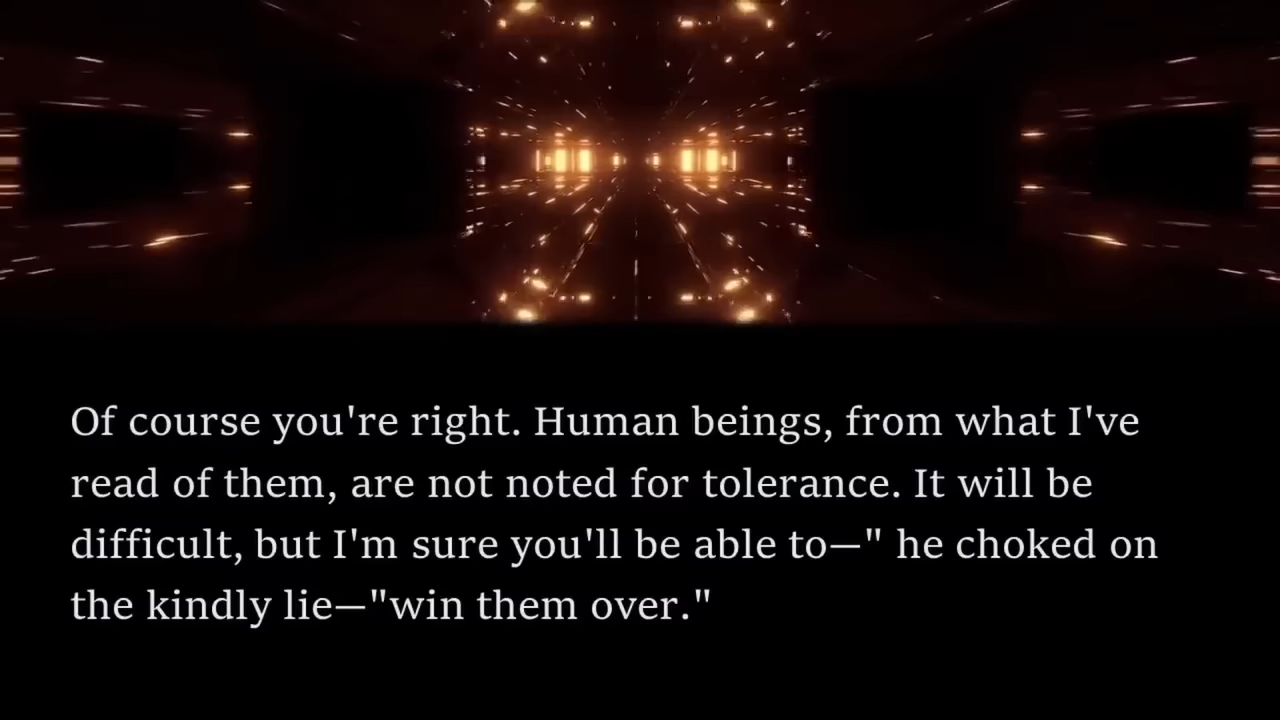 Of course you're right. Human beings, from what I've
read of them, are not noted for tolerance. It will be
difficult, but I'm sure you'll be able to—" he choked on
the kindly lie—"win them over."